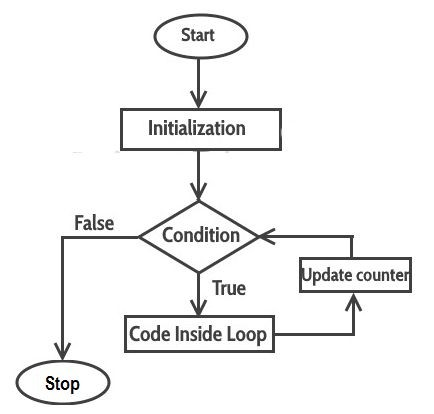 Start
Initialization
False
Condition
Update counter
True
Code Inside Loop
Stop